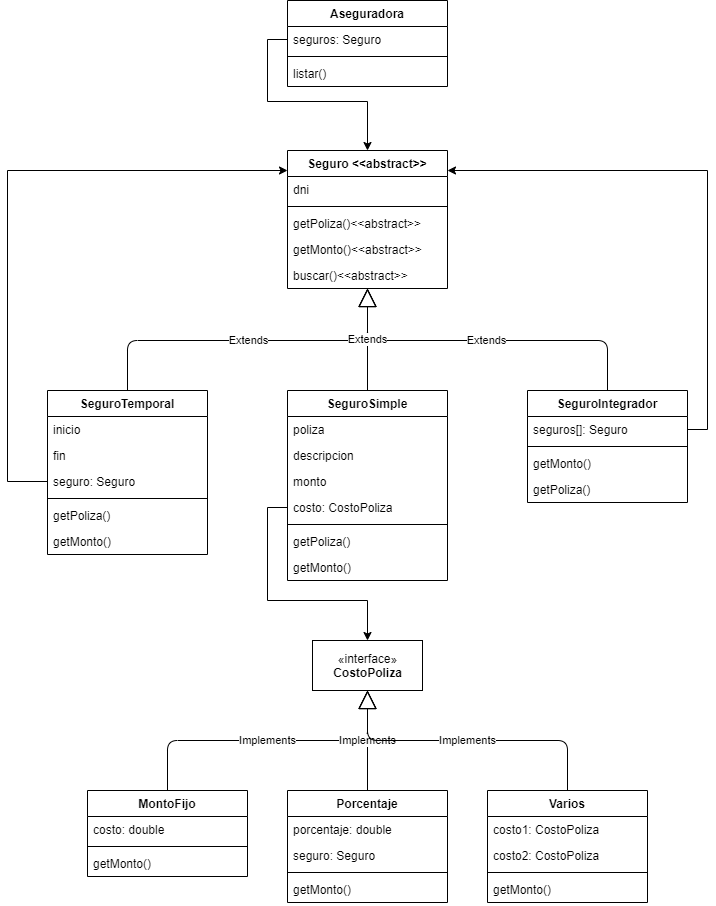 Aseguradora
seguros: Seguro
listar()
Seguro <<abstract>>
dni
getPoliza()<<abstract>>
getMonto()<<abstract>>
buscar()<<abstract>>
Extends
Extends
Extends
SeguroTemporal
inicio
fin
seguro: Seguro
getPoliza()
getMonto()
SeguroSimple
poliza
descripcion
monto
costo: CostoPoliza
getPoliza()
getMonto()
SeguroIntegrador
seguros[]: Seguro
getMonto()
getPoliza()
«interface»
CostoPoliza
Implements
Implements
Implements
MontoFijo
costo: double
getMonto()
Porcentaje
porcentaje: double
seguro: Seguro
getMonto()
Varios
costo1: CostoPoliza
costo2: CostoPoliza
getMonto()